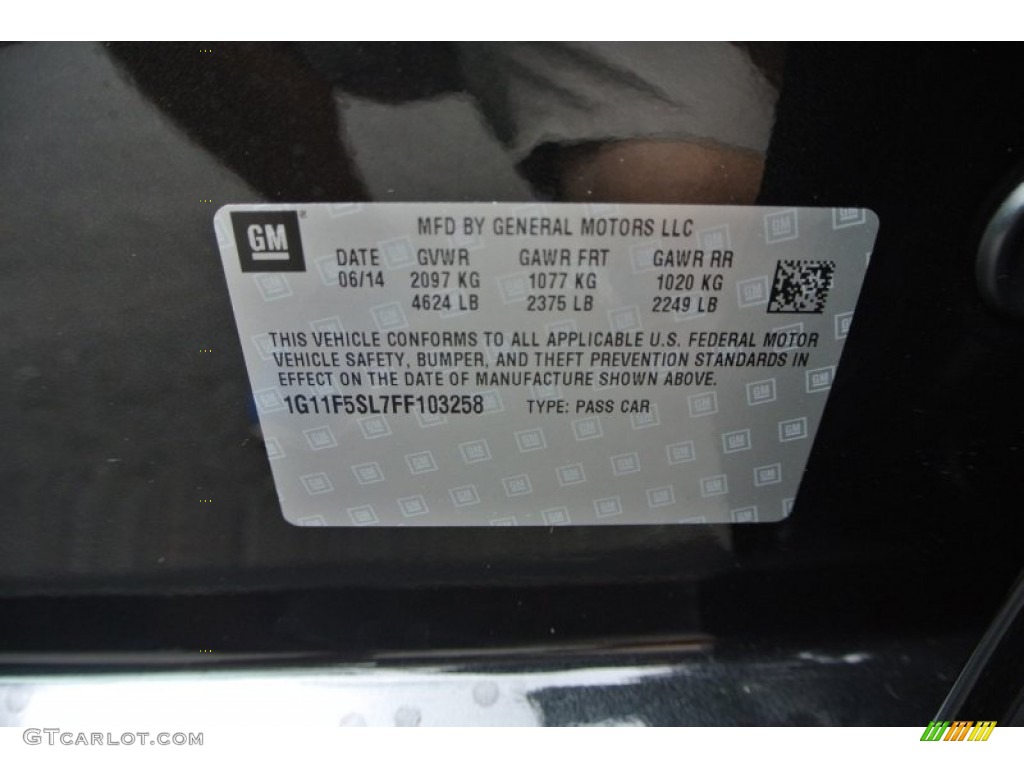 GM
MFD BY GENERAL MOTORS LLC
DATE GVWR GAWR FRT GAWR RR
06/14 2097 KG 1077 KG 1020 KG
4624 LB 2375 LB 2249 LB
THIS VEHICLE CONFORMS TO ALL APPLICABLE U.S. FEDERAL MOTOR
VEHICLE SAFETY, BUMPER, AND THEFT PREVENTION STANDARDS IN
EFFECT ON THE DATE OF MANUFACTURE SHOWN ABOVE.
1G11F5SL7FF103258 TYPE: PASS CAR
GTcarlot.com